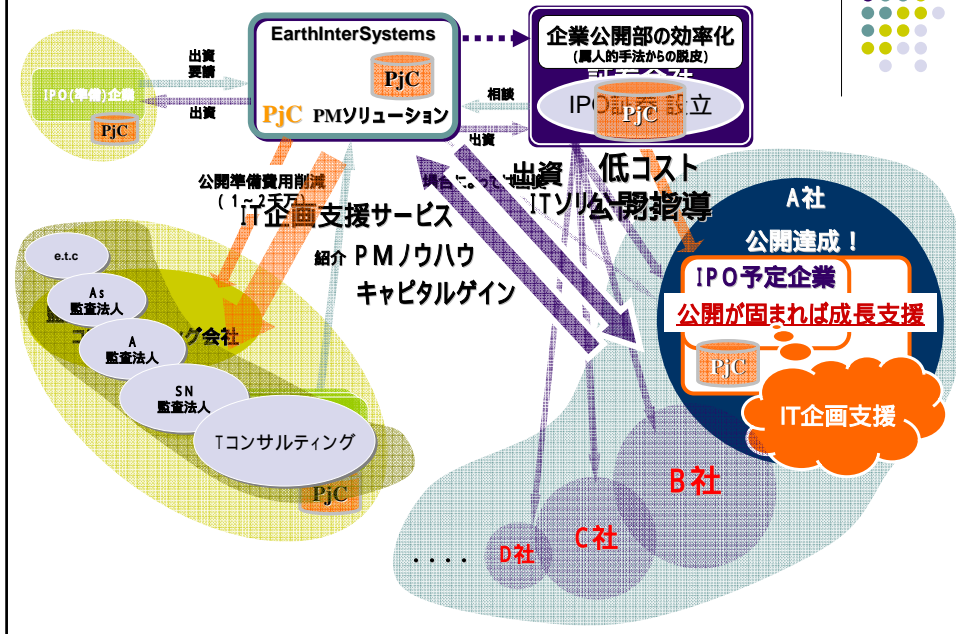 EarthInterSystems
PjC
PjC PMソリューション
企業公開部の効率化
(属人的手法からの脱皮)
証券会社
IPO証券 設立
PjC
出資
要請
出資
相談
出資
IPO(準備)企業
PjC
公開準備費用削減
(1~2千万)
IT企画支援サービス
紹介 PMノウハウ
キャピタルゲイン
出資
低コスト
公開指導
A社
公開達成！
IPO予定企業
公開が固まれば成長支援
PjC
IT企画支援
e.t.c
As
監査法人
A
監査法人
SN
監査法人
Tコンサルティング
PjC
B社
C社
D社
....